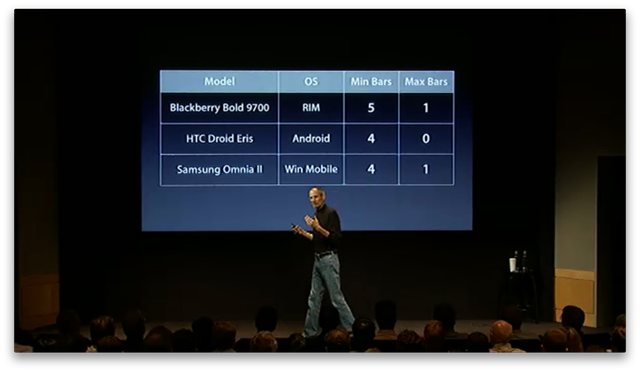 Model OS Min Bars Max Bars
Blackberry Bold 9700 RIM 5 1
HTC Droid Eris Android 4 0
Samsung Omnia II Win Mobile 4 1